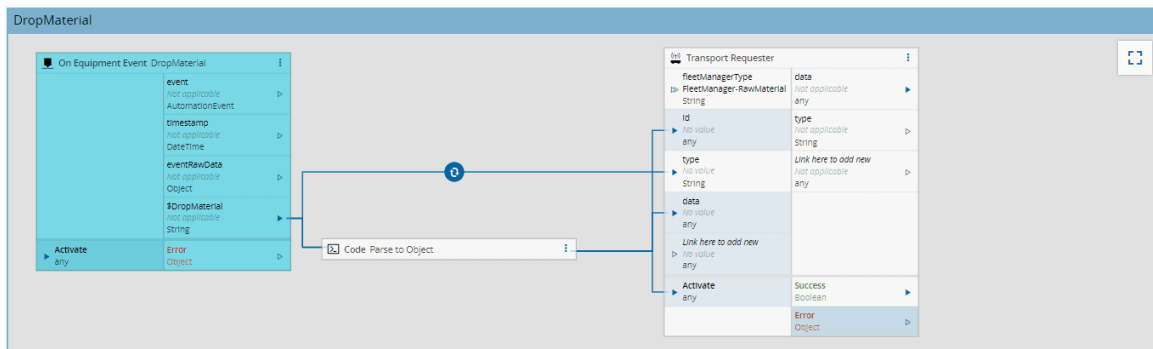 DropMaterial
On Equipment Event DropMaterial
event
Not applicable
AutomationEvent
timestamp
Not applicable
DateTime
eventRawData
Not applicable
Object
$DropMaterial
Not applicable
String
Activate
any
Error
Object
Code Parse to Object
Transport Requester
fleetManagerType
FleetManager-RawMaterial
String
Id
No value
any
type
No value
String
data
No value
any
Link here to add new
No value
any
Activate
any
data
Not applicable
any
type
Not applicable
String
Link here to add new
Not applicable
any
Success
Boolean
Error
Object